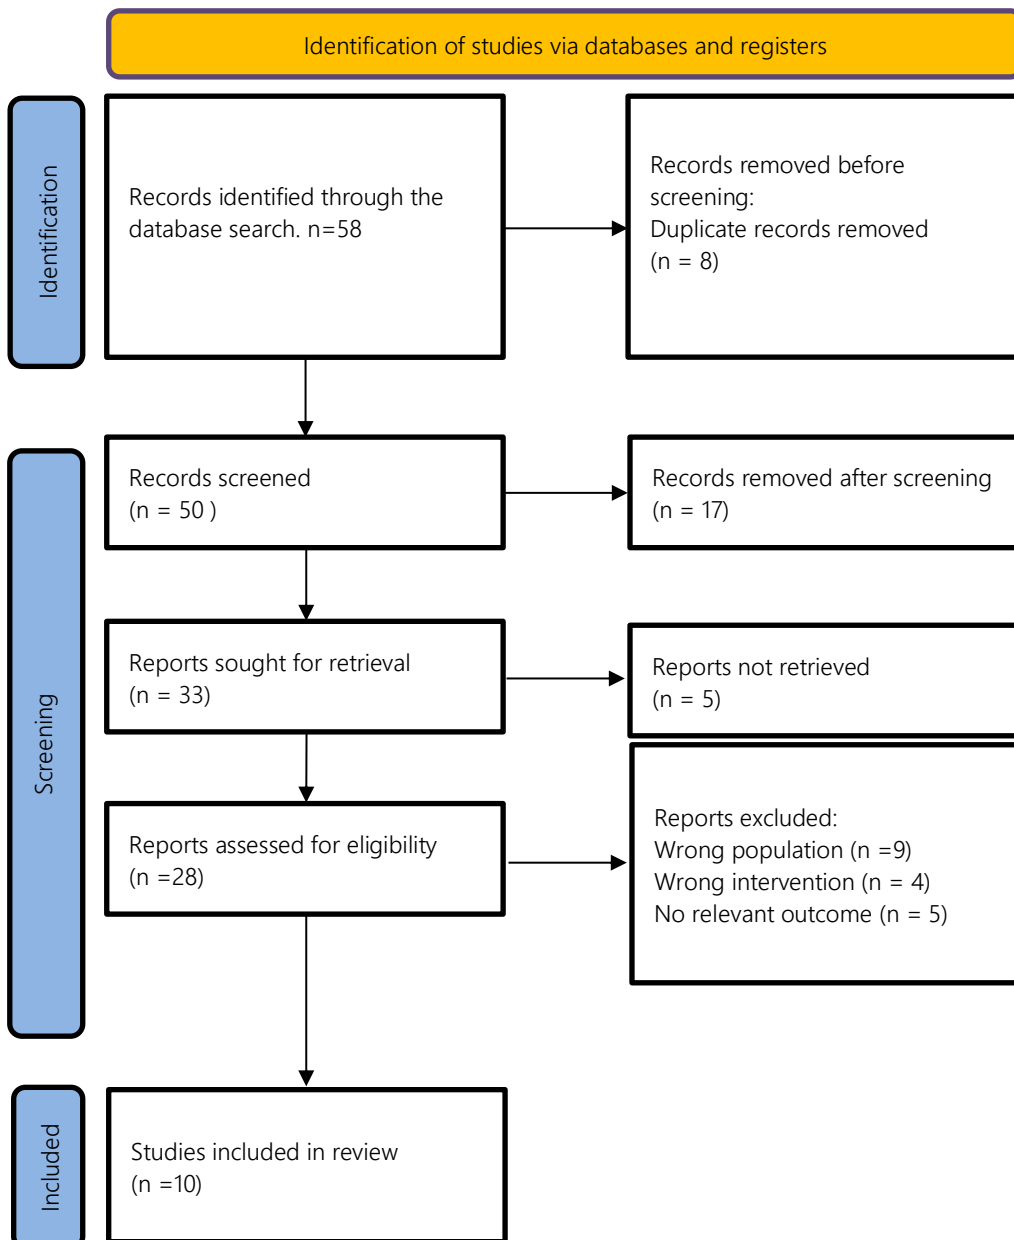 Identification of studies via databases and registers
Identification
Records identified through the
database search. n=58
Records removed before
screening:
Duplicate records removed
(n = 8)
Screening
Records screened
(n = 50 )
Records removed after screening
(n = 17)
Reports sought for retrieval
(n = 33)
Reports not retrieved
(n = 5)
Reports assessed for eligibility
(n =28)
Reports excluded:
Wrong population (n =9)
Wrong intervention (n = 4)
No relevant outcome (n = 5)
Included
Studies included in review
(n =10)